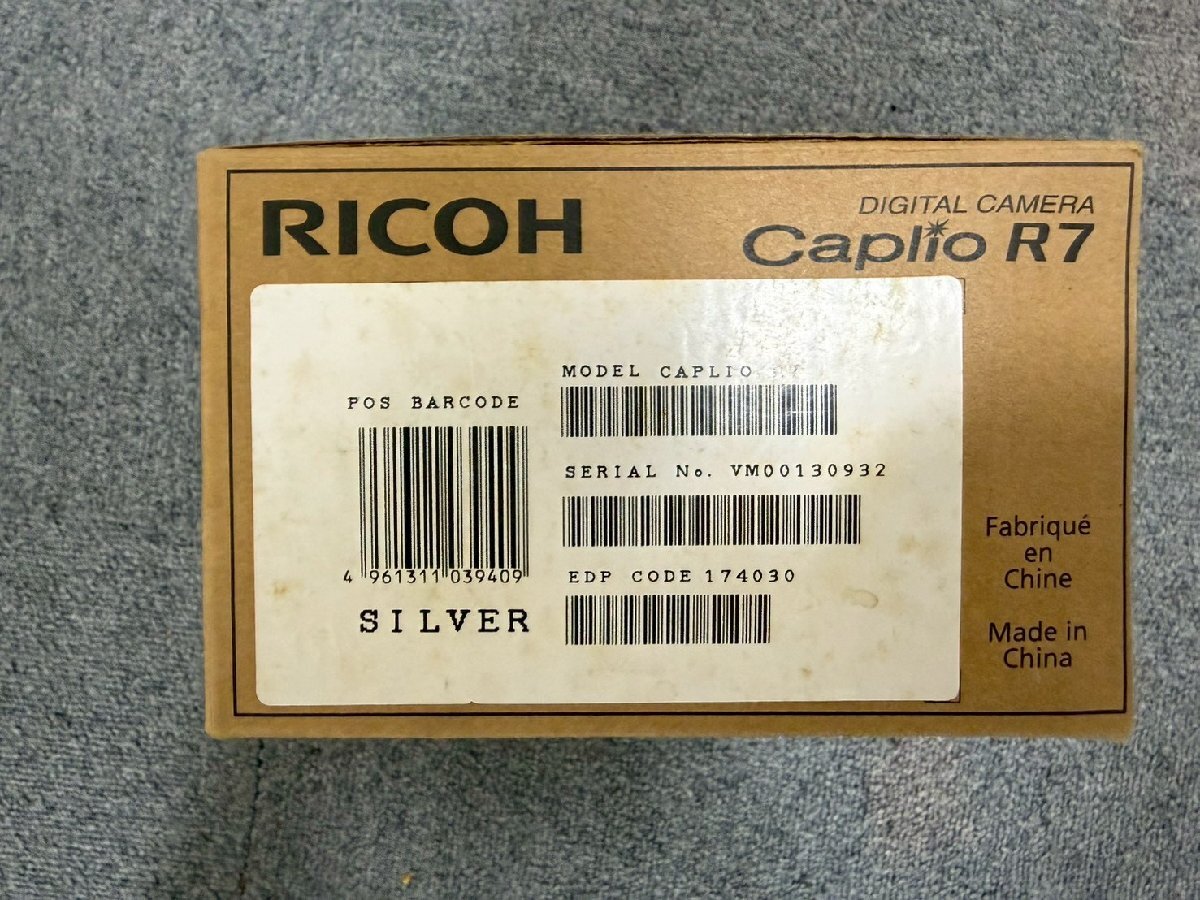 RICOH
DIGITAL CAMERA
Caplio R7
MODEL CAPLIO
POS BARCODE
SERIAL No. VM00130932
4 961311 039409
EDP CODE 174030
SILVER
Fabriqué
en
Chine
Made in
China